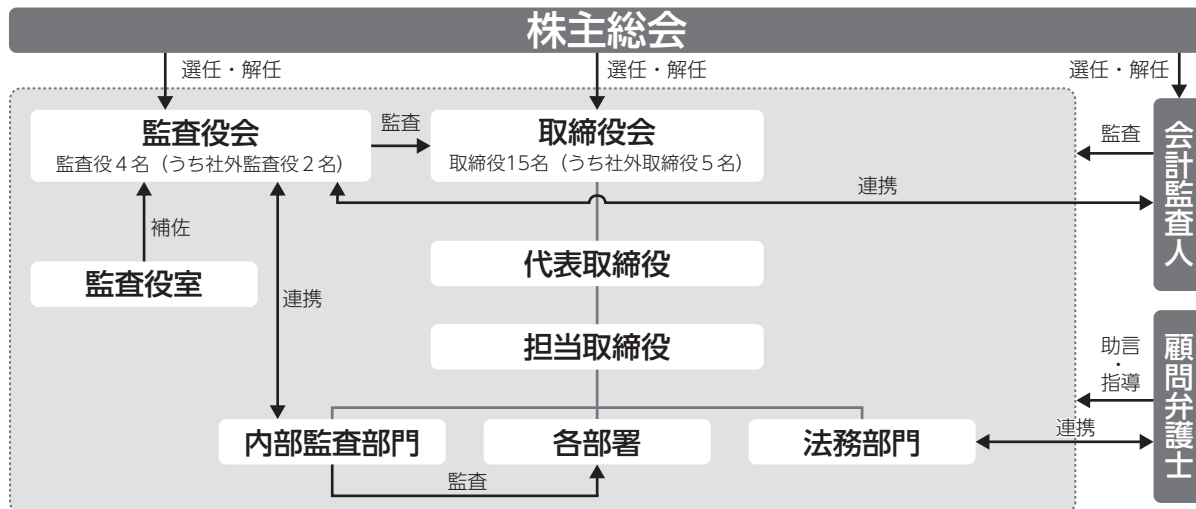 株主総会
選任・解任
選任・解任
選任・解任
監査役会
監査役4名(うち社外監査役2名)
監査
取締役会
取締役15名(うち社外取締役5名)
監査
会計監査人
連携
補佐
監査役室
連携
代表取締役
担当取締役
助言
・
指導
顧問弁護士
内部監査部門
各部署
法務部門
連携
監査